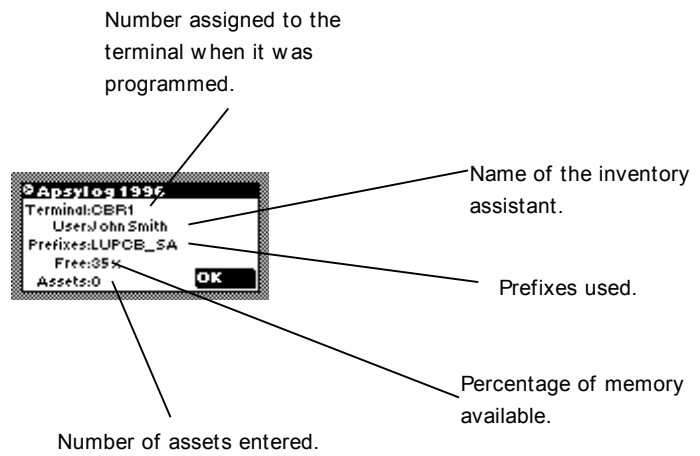 Number assigned to the
terminal when it was
programmed.
© Apsylog 1996
Terminal:CBR1
User:John Smith
Prefixes:LUPCB_SA
Free:35%
Assets:0
OK
Name of the inventory
assistant.
Prefixes used.
Percentage of memory
available.
Number of assets entered.